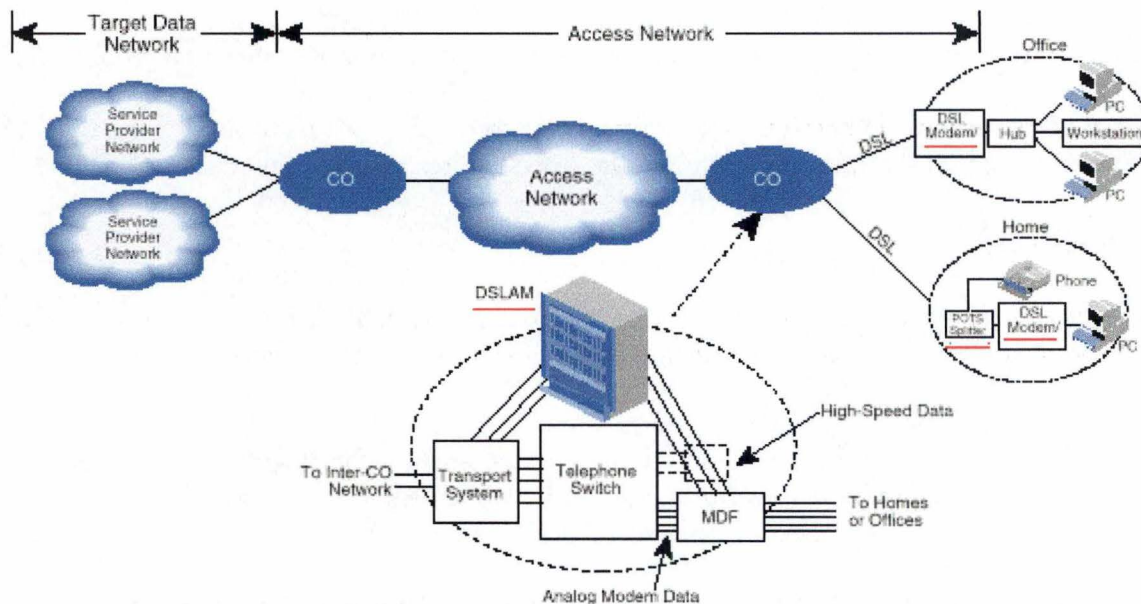 Target Data
Network
Access Network
Office
Service
Provider
Network
CO
Access
Network
CO
DSL
DSL
Modem/
Hub
PC
Workstation
PC
Service
Provider
Network
DSL
Home
Phone
POTS
Splitter
DSL
Modem/
PC
DSLAM
High-Speed Data
To Inter-CO
Network
Transport
System
Telephone
Switch
MDF
To Homes
or Offices
Analog Modem Data